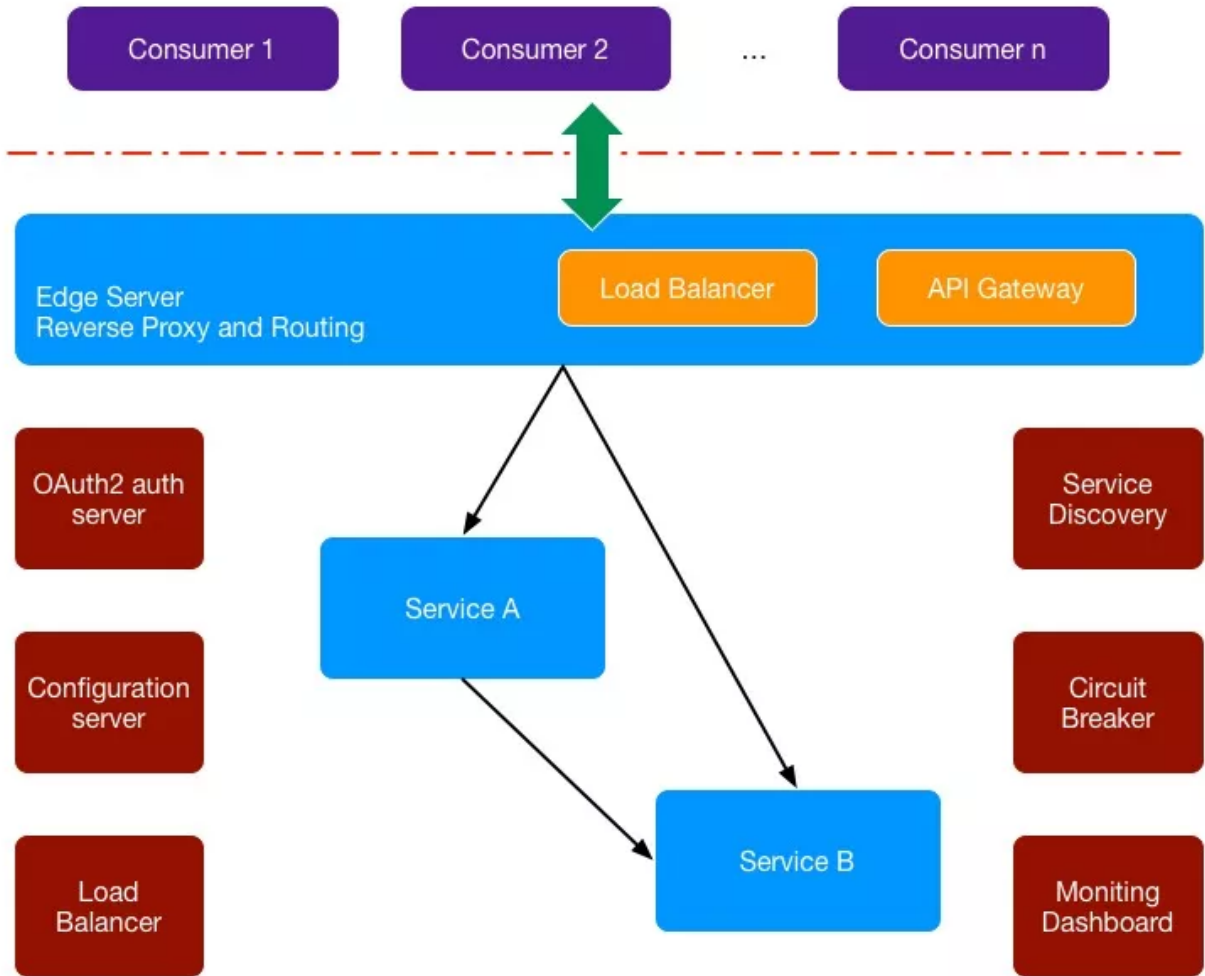 Consumer 1
Consumer 2
...
Consumer n
Load Balancer
API Gateway
Edge Server
Reverse Proxy and Routing
OAuth2 auth
server
Service
Discovery
Service A
Configuration
server
Circuit
Breaker
Service B
Load
Balancer
Moniting
Dashboard